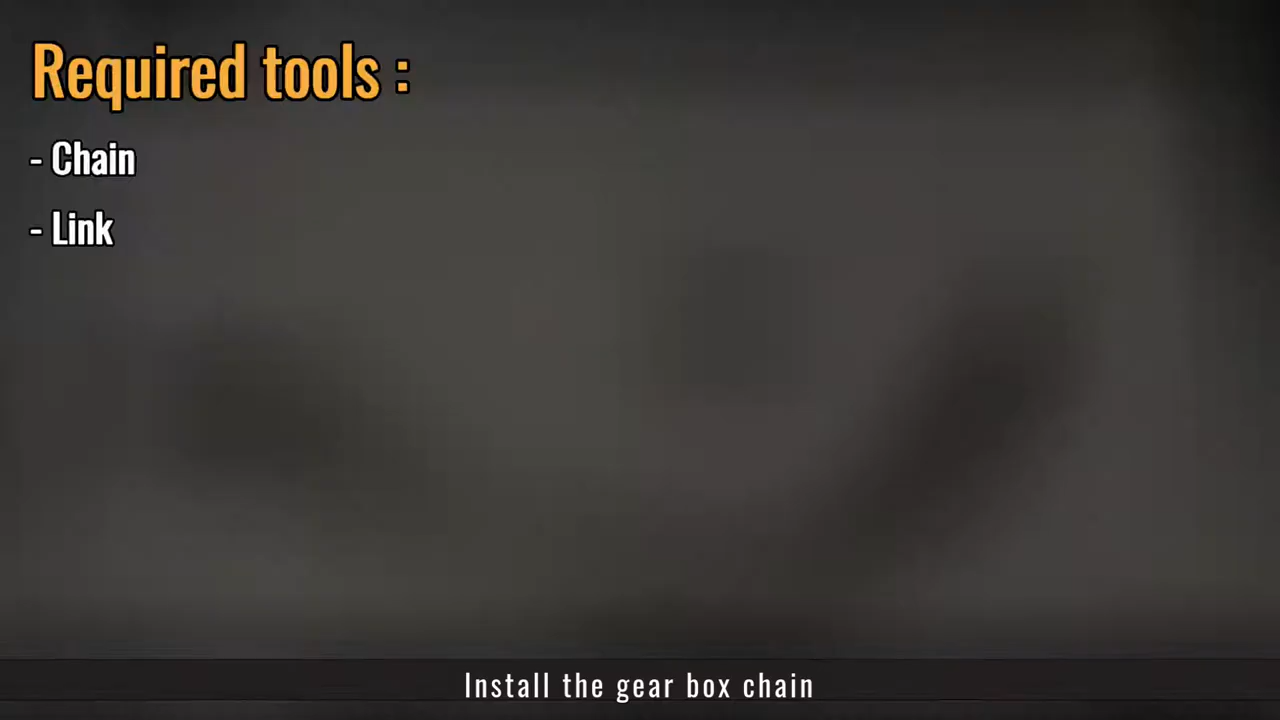 Required tools :
- Chain
- Link
Install the gear box chain